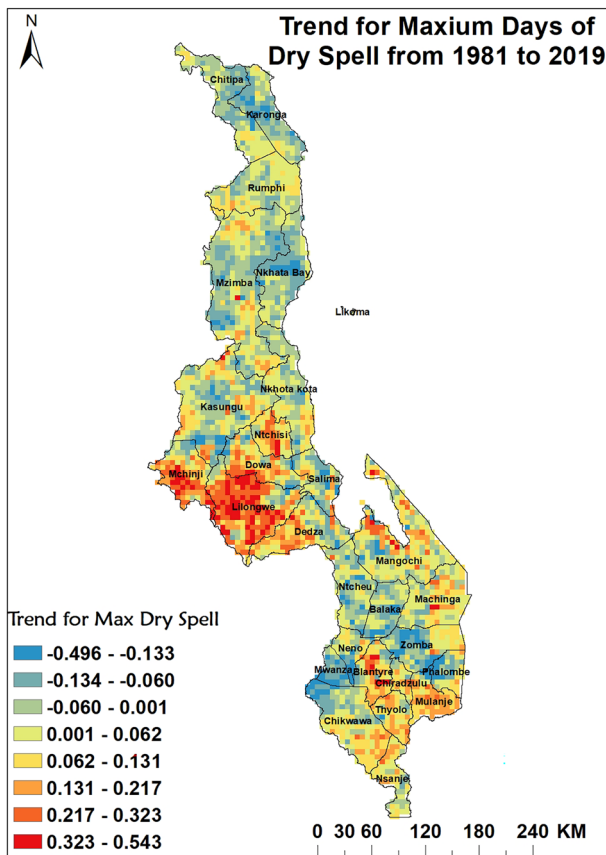 N
Trend for Maxium Days of
Dry Spell from 1981 to 2019
Chitipa
Karonga
Rumphi
Nkhata Bay
Mzimba
Likoma
Nkhota kota
Kasungu
Ntchisi
Dowa
Mchinji
Salima
Lilongwe
Dedza
Mangochi
Ntcheu
Machinga
Balaka
Zomba
Neno
Mwanza
Blantyre
Phalombe
Chiradzulu
Mulanje
Thyolo
Chikwawa
Nsanje
Trend for Max Dry Spell
-0.496 - -0.133
-0.134 - -0.060
-0.060 - 0.001
0.001 - 0.062
0.062 - 0.131
0.131 - 0.217
0.217 - 0.323
0.323 - 0.543
0 30 60 120 180 240 KM